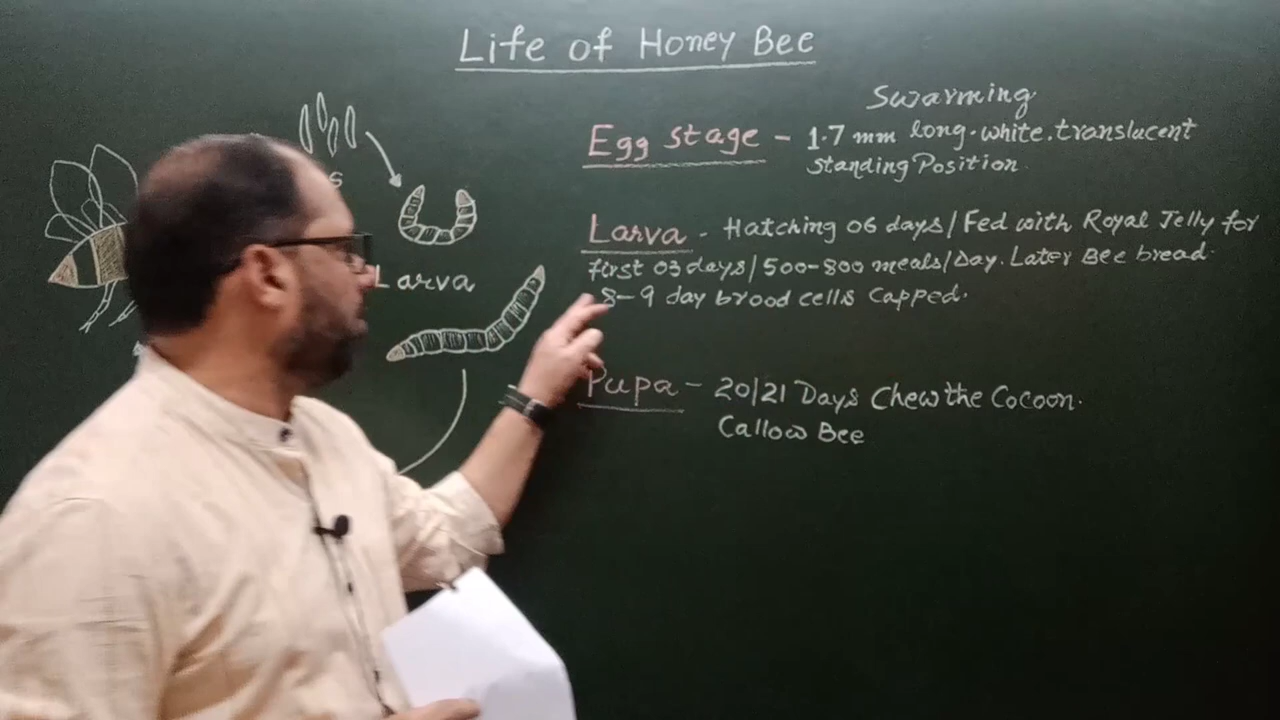 Life of Honey Bee
Swarming
Egg stage - 1.7 mm long. white. translucent
Standing Position
Larva - Hatching 06 days/Fed with Royal Jelly for
first 03 days/500-800 meals/Day. Later Bee bread
8-9 day brood cells Capped.
Pupa - 20/21 Days Chew the Cocoon.
Callow Bee
Larva